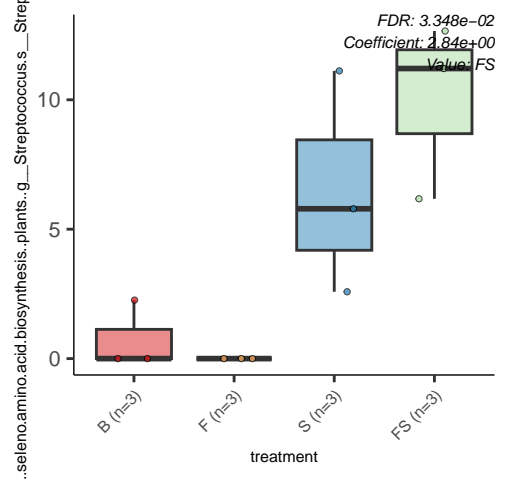 FDR: 3.348e−02
Coefficient: 2.84e+00
Value: FS
10
5
0
..seleno.amino.acid.biosynthesis..plants..g__Streptococcus.s__Strep
B (n=3)
F (n=3)
S (n=3)
FS (n=3)
treatment